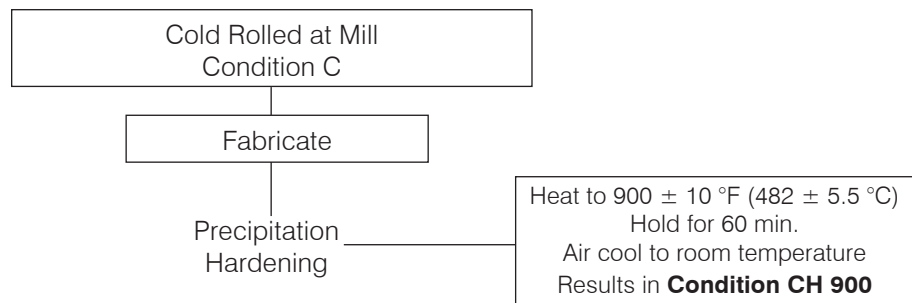 Cold Rolled at Mill
Condition C
Fabricate
Precipitation
Hardening
Heat to 900 ± 10 °F (482 ± 5.5 °C)
Hold for 60 min.
Air cool to room temperature
Results in Condition CH 900